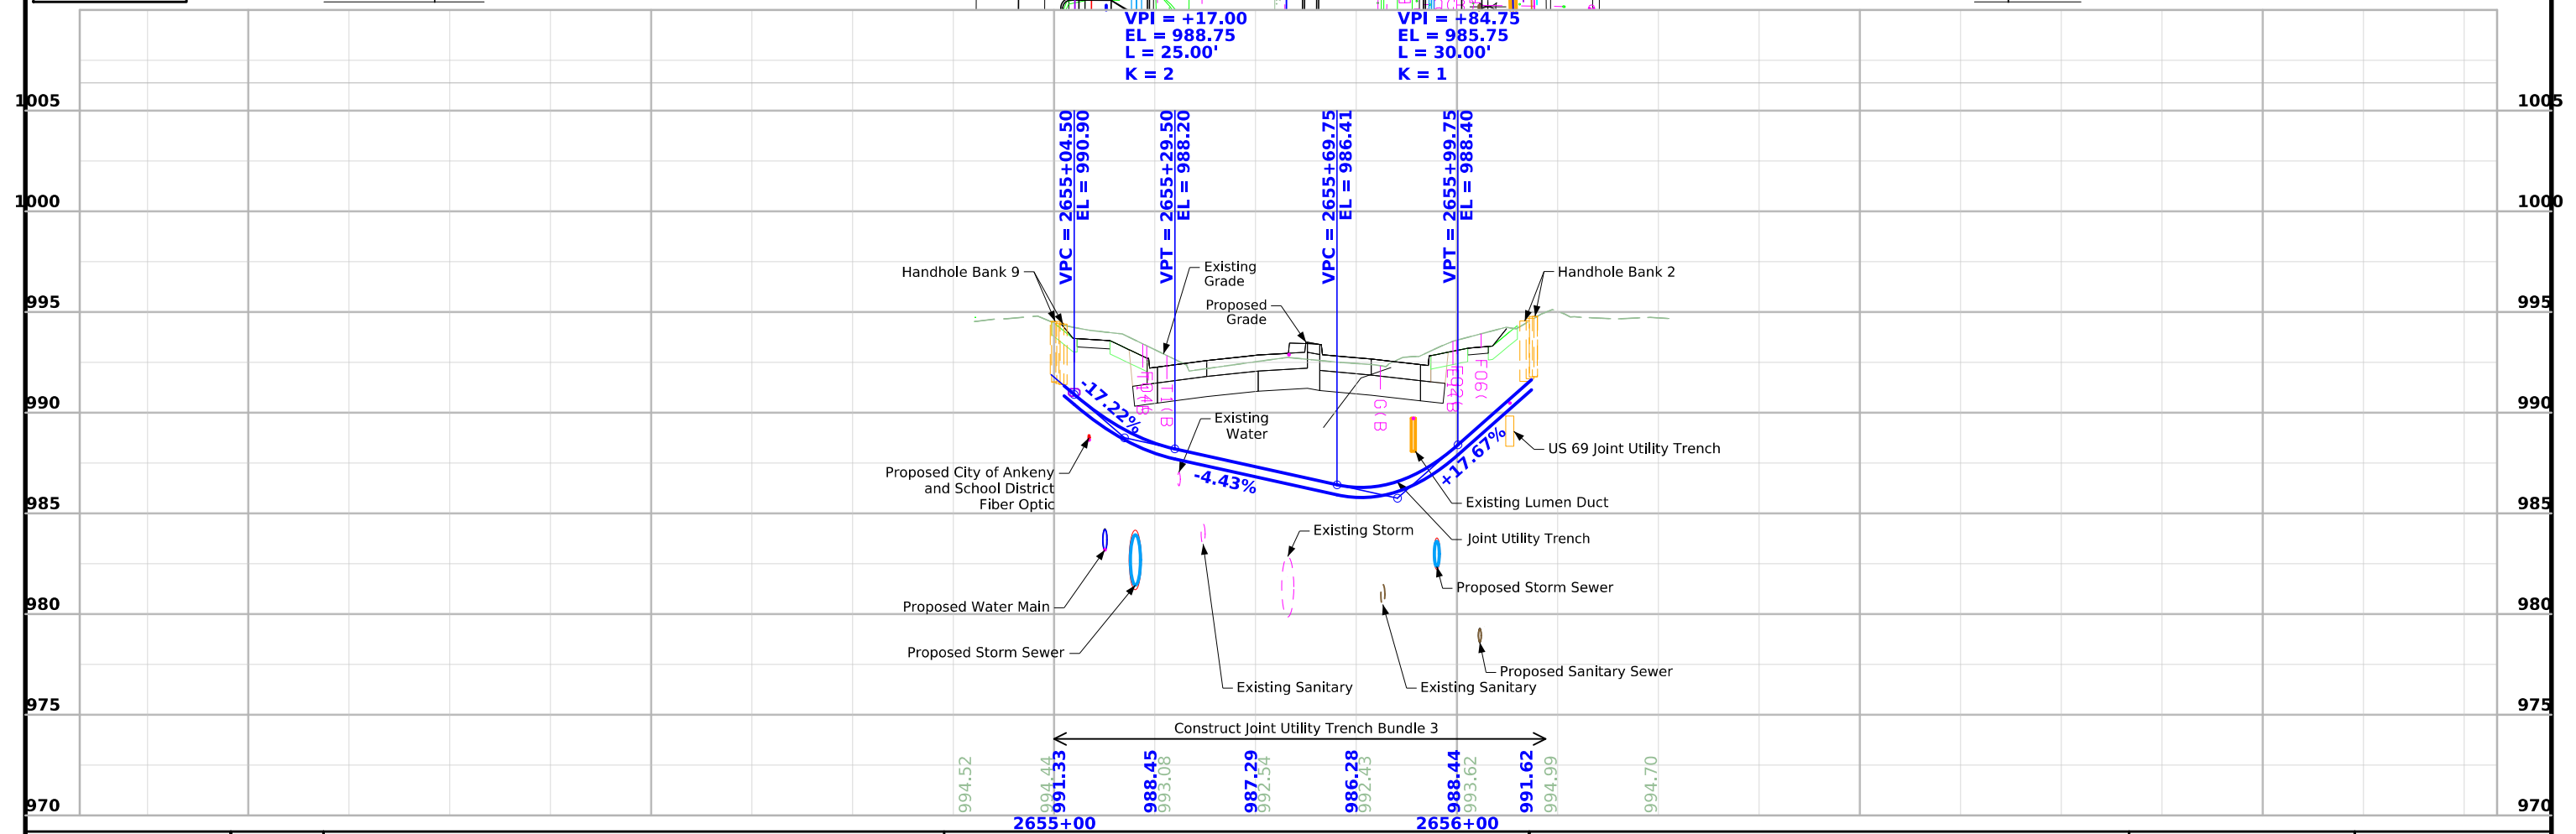 VPI = +17.00
EL = 988.75
L = 25.00'
K = 2
VPI = +84.75
EL = 985.75
L = 30.00'
K = 1
1005
1005
VPC = 2655+04.50
EL = 990.90
VPT = 2655+29.50
EL = 988.20
VPC = 2655+69.75
EL = 986.41
VPT = 2655+99.75
EL = 988.40
1000
1000
Handhole Bank 9
Existing
Grade
Handhole Bank 2
995
995
Proposed
Grade
990
990
-17.22%
Existing
Water
US 69 Joint Utility Trench
+17.67%
-4.43%
Proposed City of Ankeny
and School District
Fiber Optic
Existing Lumen Duct
985
985
Existing Storm
Joint Utility Trench
Proposed Storm Sewer
980
980
Proposed Water Main
Proposed Storm Sewer
Proposed Sanitary Sewer
Existing Sanitary
Existing Sanitary
975
975
Construct Joint Utility Trench Bundle 3
994.52
994.44
991.33
988.45
993.08
987.29
992.54
986.28
992.43
988.44
993.62
991.62
994.99
994.70
970
970
2655+00
2656+00